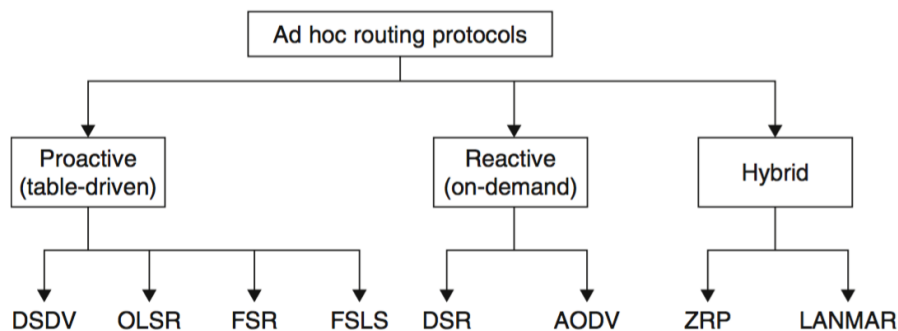 Ad hoc routing protocols
Proactive
(table-driven)
Reactive
(on-demand)
Hybrid
DSDV
OLSR
FSR
FSLS
DSR
AODV
ZRP
LANMAR